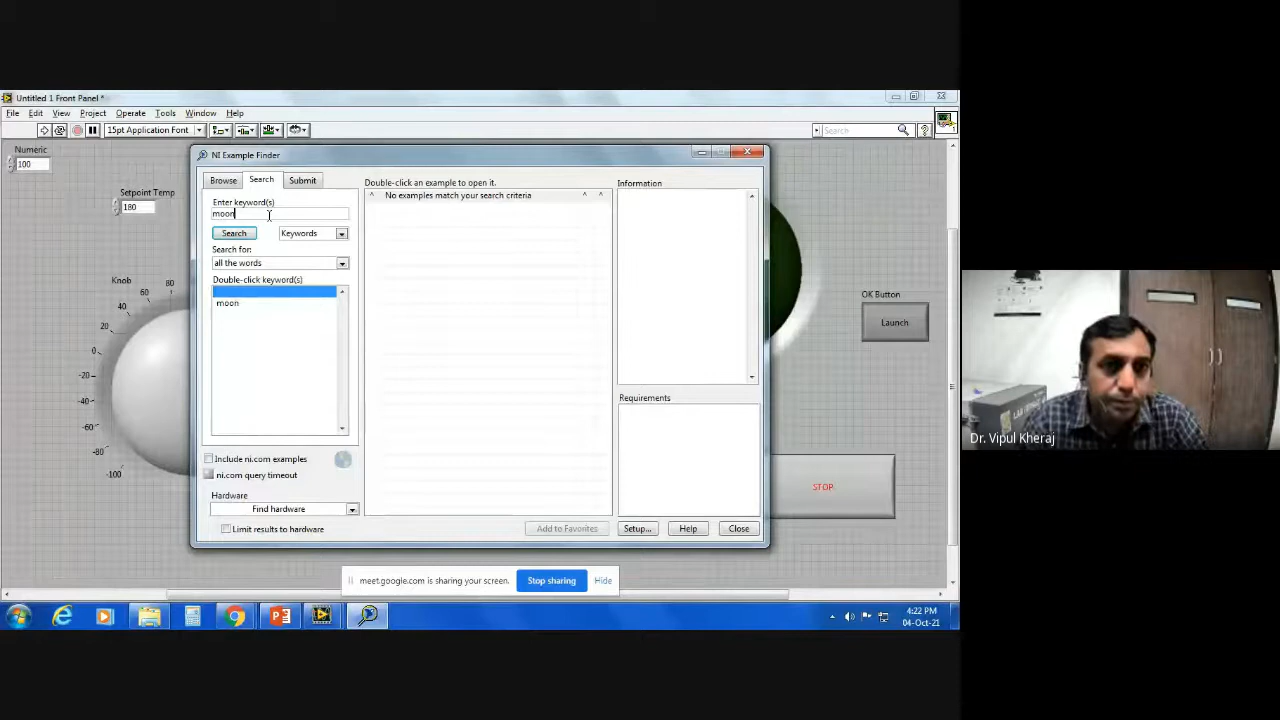 Untitled 1 Front Panel *
File Edit View Project Operate Tools Window Help
15pt Application Font
Search
Numeric
100
Setpoint Temp
180
Knob
80
60
40
20
0
-20
-40
-60
-80
-100
NI Example Finder
Browse Search Submit
Enter keyword(s)
moon
Search Keywords
Search for:
all the words
Double-click keyword(s)
moon
Include ni.com examples
ni.com query timeout
Hardware
Find hardware
Limit results to hardware
Double-click an example to open it.
No examples match your search criteria
Information
Requirements
Add to Favorites Setup... Help Close
OK Button
Launch
STOP
meet.google.com is sharing your screen. Stop sharing Hide
4:22 PM
04-Oct-21
Dr. Vipul Kheraj